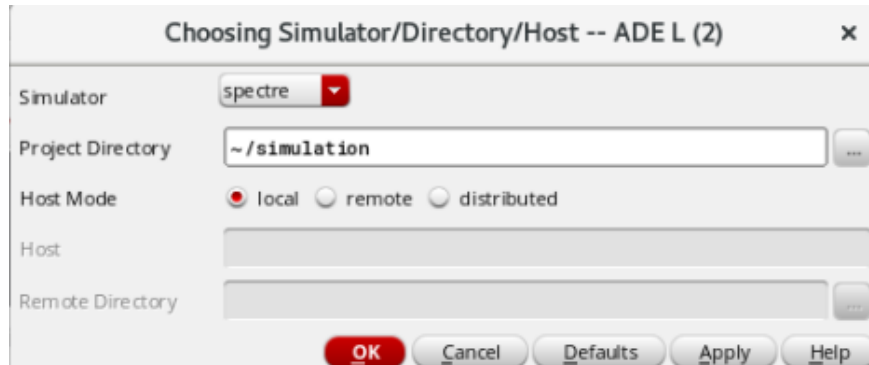 Choosing Simulator/Directory/Host -- ADE L (2)
Simulator spectre
Project Directory ~/simulation ...
Host Mode local remote distributed
Host
Remote Directory ...
OK Cancel Defaults Apply Help